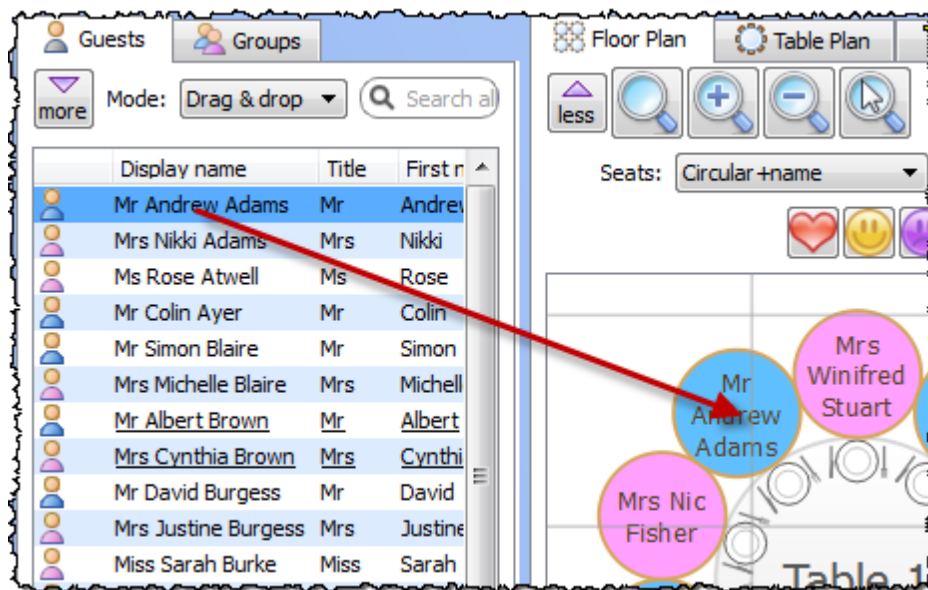 Guests Groups
more Mode: Drag & drop Search all
Display name Title First n
Mr Andrew Adams Mr Andrew
Mrs Nikki Adams Mrs Nikki
Ms Rose Atwell Ms Rose
Mr Colin Ayer Mr Colin
Mr Simon Blaire Mr Simon
Mrs Michelle Blaire Mrs Michell
Mr Albert Brown Mr Albert
Mrs Cynthia Brown Mrs Cynthi
Mr David Burgess Mr David
Mrs Justine Burgess Mrs Justine
Miss Sarah Burke Miss Sarah
Floor Plan Table Plan
less
Seats: Circular+name
Mr
Andrew
Adams
Mrs
Winifred
Stuart
Mrs Nic
Fisher
Table 1